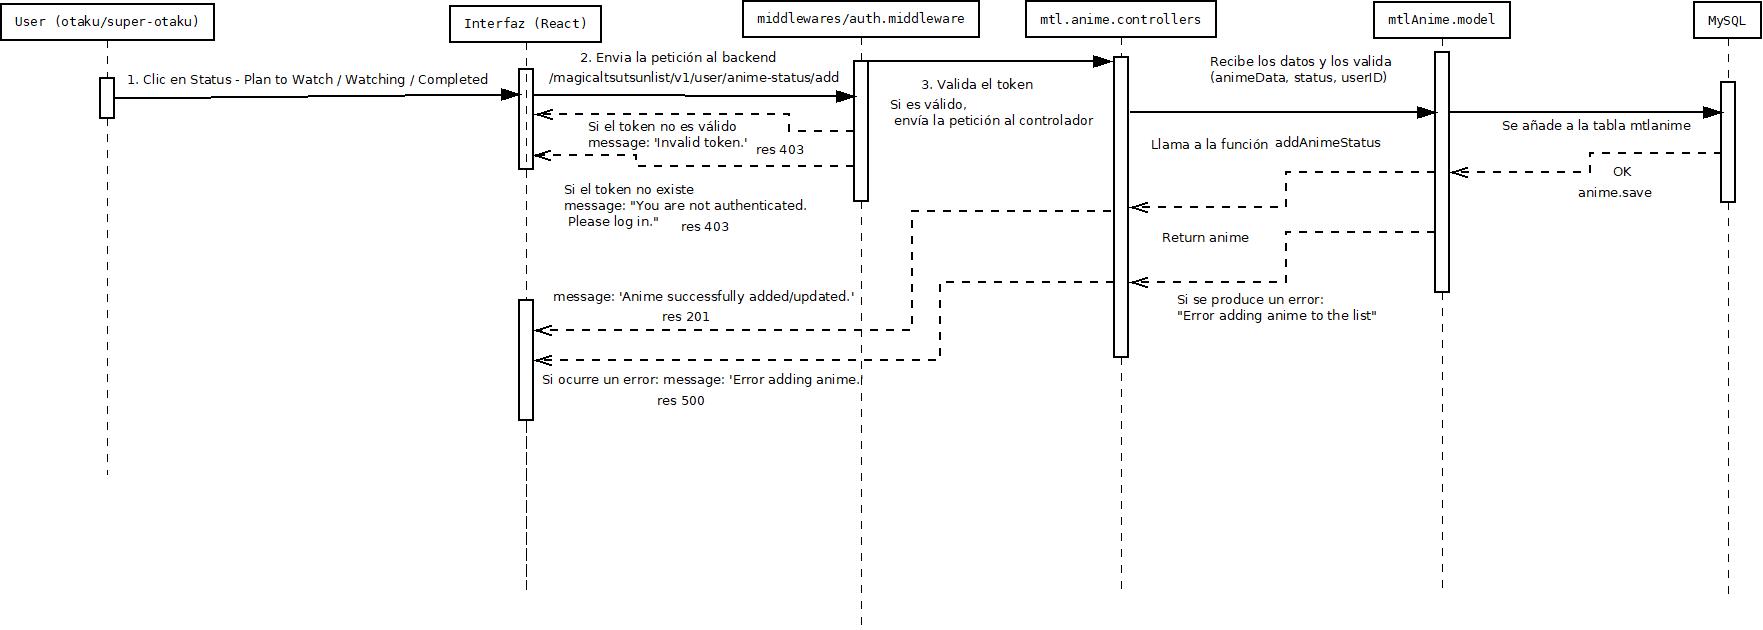 User (otaku/super-otaku)
Interfaz (React)
middlewares/auth.middleware
mtl.anime.controllers
mtlAnime.model
MySQL
1. Clic en Status - Plan to Watch / Watching / Completed
2. Envia la petición al backend
/magicaltsutsunlist/v1/user/anime-status/add
3. Valida el token
Si es válido,
envía la petición al controlador
Recibe los datos y los valida
(animeData, status, userID)
Se añade a la tabla mtlanime
Si el token no es válido
message: 'Invalid token.'
res 403
Llama a la función addAnimeStatus
OK
anime.save
Si el token no existe
message: "You are not authenticated.
Please log in."
res 403
Return anime
message: 'Anime successfully added/updated.'
res 201
Si se produce un error:
"Error adding anime to the list"
Si ocurre un error: message: 'Error adding anime.'
res 500